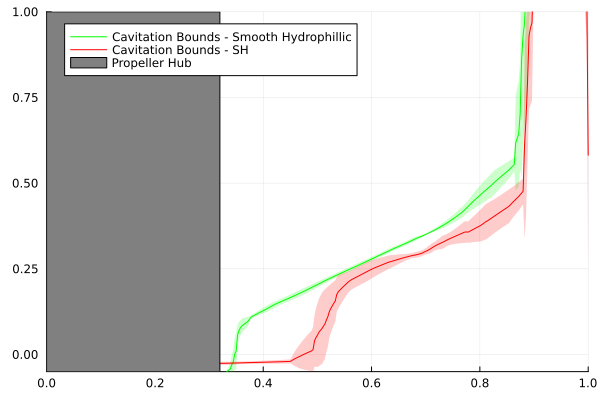 1.00
Cavitation Bounds - Smooth Hydrophillic
Cavitation Bounds - SH
Propeller Hub
0.75
0.50
0.25
0.00
0.0 0.2 0.4 0.6 0.8 1.0